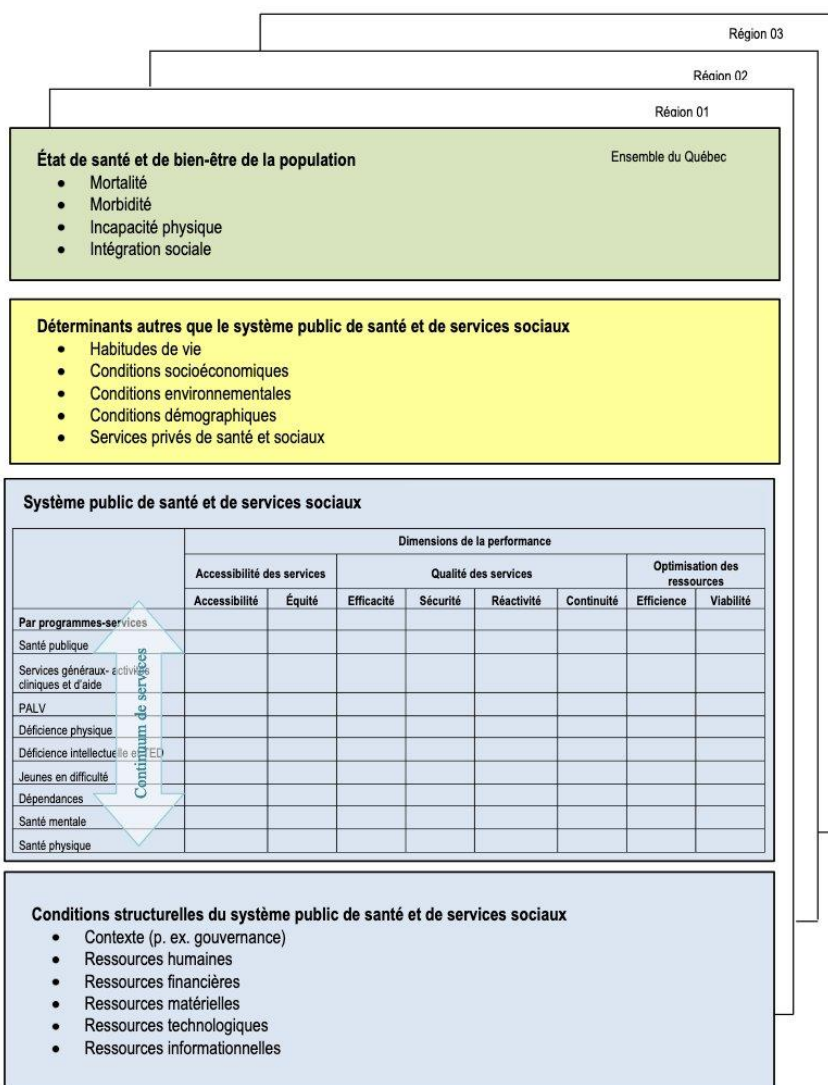 Région 03
Région 02
Région 01
État de santé et de bien-être de la population
Ensemble du Québec
• Mortalité
• Morbidité
• Incapacité physique
• Intégration sociale
Déterminants autres que le système public de santé et de services sociaux
• Habitudes de vie
• Conditions socioéconomiques
• Conditions environnementales
• Conditions démographiques
• Services privés de santé et sociaux
Système public de santé et de services sociaux
Dimensions de la performance
Accessibilité des services
Qualité des services
Optimisation des
ressources
Accessibilité
Équité
Efficacité
Sécurité
Réactivité
Continuité
Efficience
Viabilité
Par programmes-services
Santé publique
Services généraux- activités
cliniques et d'aide
PALV
Déficience physique
Déficience intellectuelle et TED
Jeunes en difficulté
Dépendances
Santé mentale
Santé physique
Continuum de services
Conditions structurelles du système public de santé et de services sociaux
• Contexte (p. ex. gouvernance)
• Ressources humaines
• Ressources financières
• Ressources matérielles
• Ressources technologiques
• Ressources informationnelles